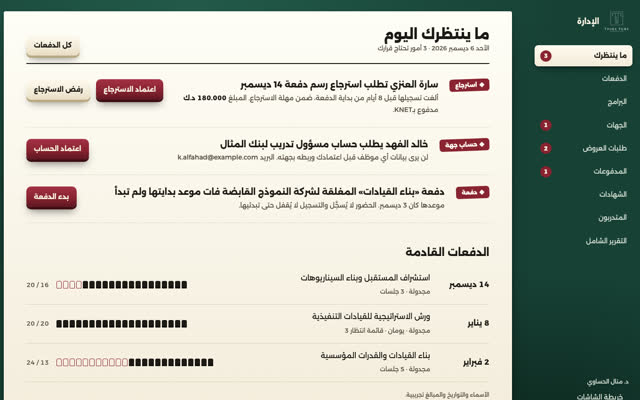 الإدارة
THREE TREE
ما ينتظرك
3
الدفعات
البرامج
الجهات
1
طلبات العروض
2
المدفوعات
1
الشهادات
المتدربون
التقرير الشامل
د. منال الحساوي
خريطة الشاشات
ما ينتظرك اليوم
الأحد 6 ديسمبر 2026 · 3 أمور تحتاج قرارك
كل الدفعات
استرجاع
سارة العنزي تطلب استرجاع رسم دفعة 14 ديسمبر
ألغت تسجيلها قبل 8 أيام من بداية الدفعة، ضمن مهلة الاسترجاع. المبلغ 180.000 د.ك
مدفوع بـKNET.
اعتماد الاسترجاع
رفض الاسترجاع
حساب جهة
خالد الفهد يطلب حساب مسؤول تدريب لبنك المثال
لن يرى بيانات أي موظف قبل اعتمادك وربطه بجهته. البريد k.alfahad@example.com
اعتماد الحساب
دفعة
دفعة «بناء القيادات» المغلقة لشركة النموذج القابضة فات موعد بدايتها ولم تبدأ
موعدها كان 3 ديسمبر. الحضور لا يُسجَّل والتسجيل لا يُقفل حتى تبدئيها.
بدء الدفعة
الدفعات القادمة
14 ديسمبر
استشراف المستقبل وبناء السيناريوهات
مجدولة · 3 جلسات
20 / 16
8 يناير
ورش الاستراتيجية للقيادات التنفيذية
مجدولة · يومان · قائمة انتظار 3
20 / 20
2 فبراير
بناء القيادات والقدرات المؤسسية
مجدولة · 5 جلسات
24 / 13
الأسماء والتواريخ والمبالغ تجريبية.